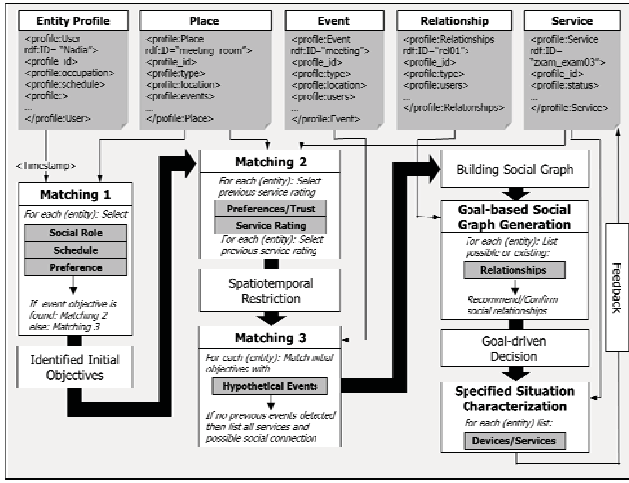 Entity Profile
<profile:User
rdf:ID= "Nadia">
<profile_id>
<profile:occupation>
<profile:schedule>
<profile:>
...
</profile:User>
Place
<profile:Place
rdf:ID="meeting_room">
<profile_id>
<profile:type>
<profile:location>
<profile:events>
...
</profile:Place>
Event
<profile:Event
rdf:ID="meeting">
<profile_id>
<profile:type>
<profile:location>
<profile:users>
...
</profile:Event>
Relationship
<profile:Relationships
rdf:ID="rel01">
<profile_id>
<profile:type>
<profile:users>
...
</profile:Relationships>
Service
<profile:Service
rdf:ID=
"zxam_exam03">
<profile_id>
<profile:status>
...
</profile:Service>
<Timestamp>
Matching 1
For each (entity): Select
Social Role
Schedule
Preference
If event objective is
found: Matching 2
else: Matching 3
Identified Initial
Objectives
Matching 2
For each (entity): Select
previous service rating
Preferences/Trust
Service Rating
For each (entity): Select
previous service rating
Spatiotemporal
Restriction
Matching 3
For each (entity): Match initial
objectives with
Hypothetical Events
If no previous events detected
then list all services and
possible social connection
Building Social Graph
Goal-based Social
Graph Generation
For each (entity): List
possible or existing:
Relationships
Recommend/Confirm
social relationships
Goal-driven
Decision
Specified Situation
Characterization
for each (entity) list:
Devices/Services
Feedback